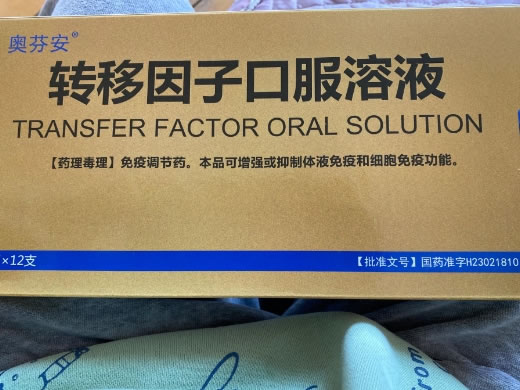 奥芬安®
转移因子口服溶液
TRANSFER FACTOR ORAL SOLUTION
【药理毒理】免疫调节药。本品可增强或抑制体液免疫和细胞免疫功能。
×12支
【批准文号】国药准字H23021810
rom